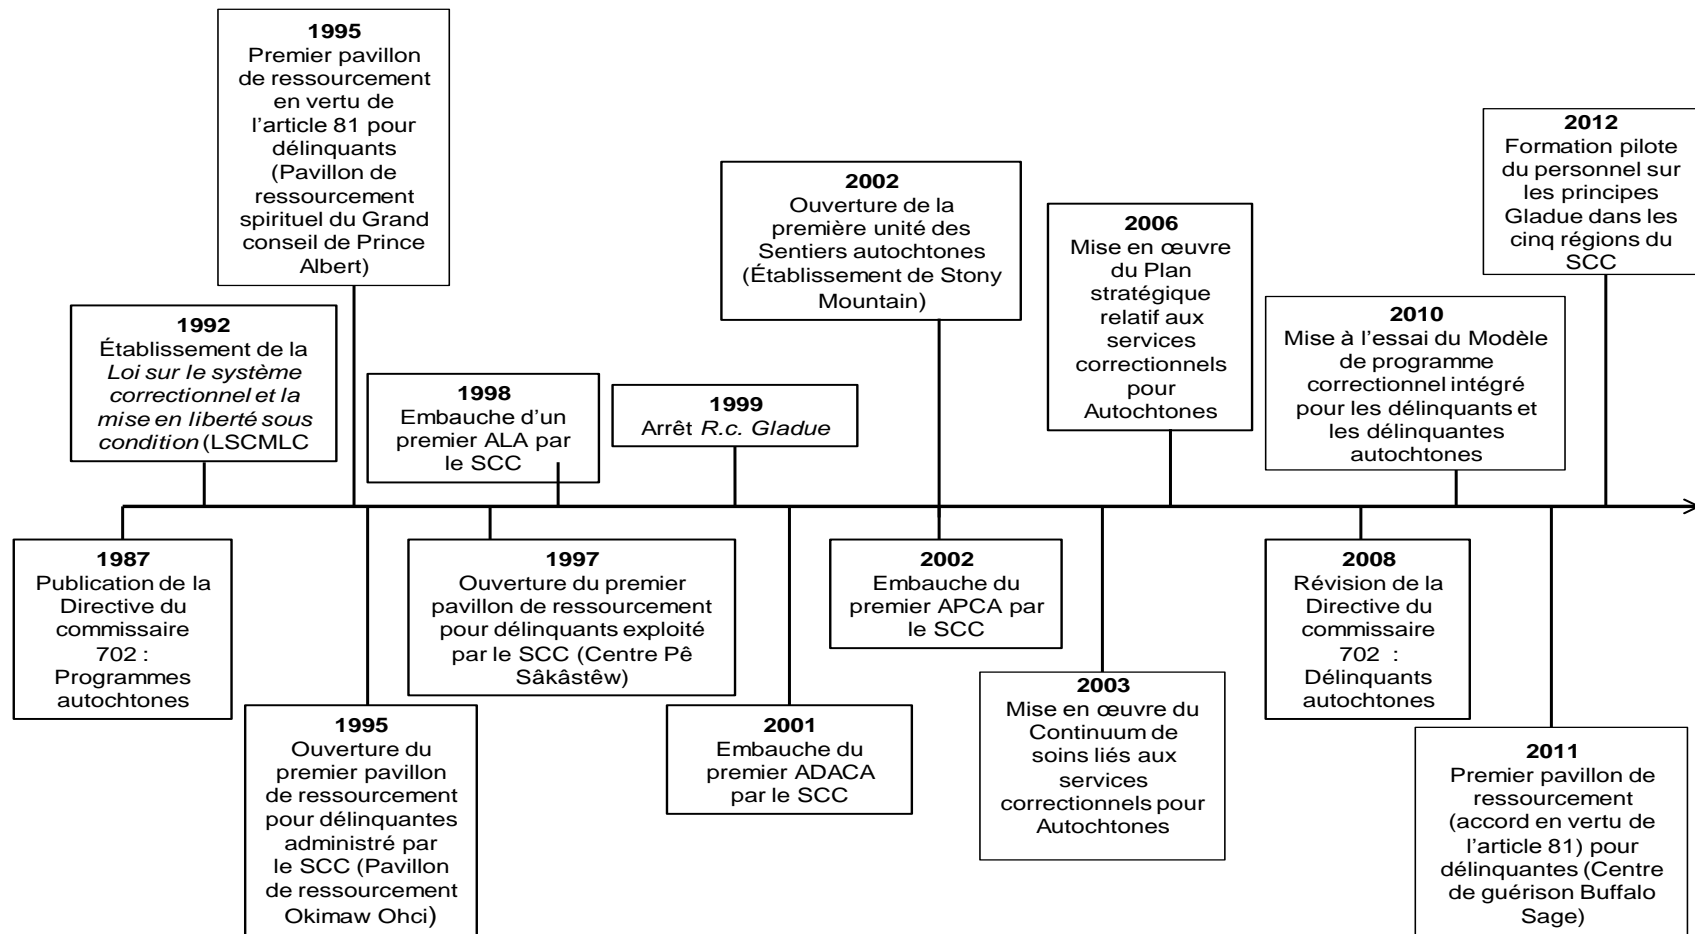 1995
Premier pavillon
de ressourcement
en vertu de
l'article 81 pour
délinquants
(Pavillon de
ressourcement
spirituel du Grand
conseil de Prince
Albert)
2012
Formation pilote
du personnel sur
les principes
Gladue dans les
cinq régions du
SCC
2002
Ouverture de la
première unité des
Sentiers autochtones
(Établissement de Stony
Mountain)
2006
Mise en œuvre
du Plan
stratégique
relatif aux
services
correctionnels
pour
Autochtones
1992
Établissement de la
Loi sur le système
correctionnel et la
mise en liberté sous
condition (LSCMLC
2010
Mise à l'essai du Modèle
de programme
correctionnel intégré
pour les délinquants et
les délinquantes
autochtones
1998
Embauche d'un
premier ALA par
le SCC
1999
Arrêt R.c. Gladue
1987
Publication de la
Directive du
commissaire
702 :
Programmes
autochtones
1997
Ouverture du premier
pavillon de ressourcement
pour délinquants exploité
par le SCC (Centre Pê
Sâkâstêw)
2002
Embauche du
premier APCA par
le SCC
2008
Révision de la
Directive du
commissaire
702 :
Délinquants
autochtones
2003
Mise en œuvre du
Continuum de
soins liés aux
services
correctionnels pour
Autochtones
1995
Ouverture du
premier pavillon
de ressourcement
pour délinquantes
administré par
le SCC (Pavillon
de ressourcement
Okimaw Ohci)
2001
Embauche du
premier ADACA
par le SCC
2011
Premier pavillon de
ressourcement
(accord en vertu de
l'article 81) pour
délinquantes (Centre
de guérison Buffalo
Sage)